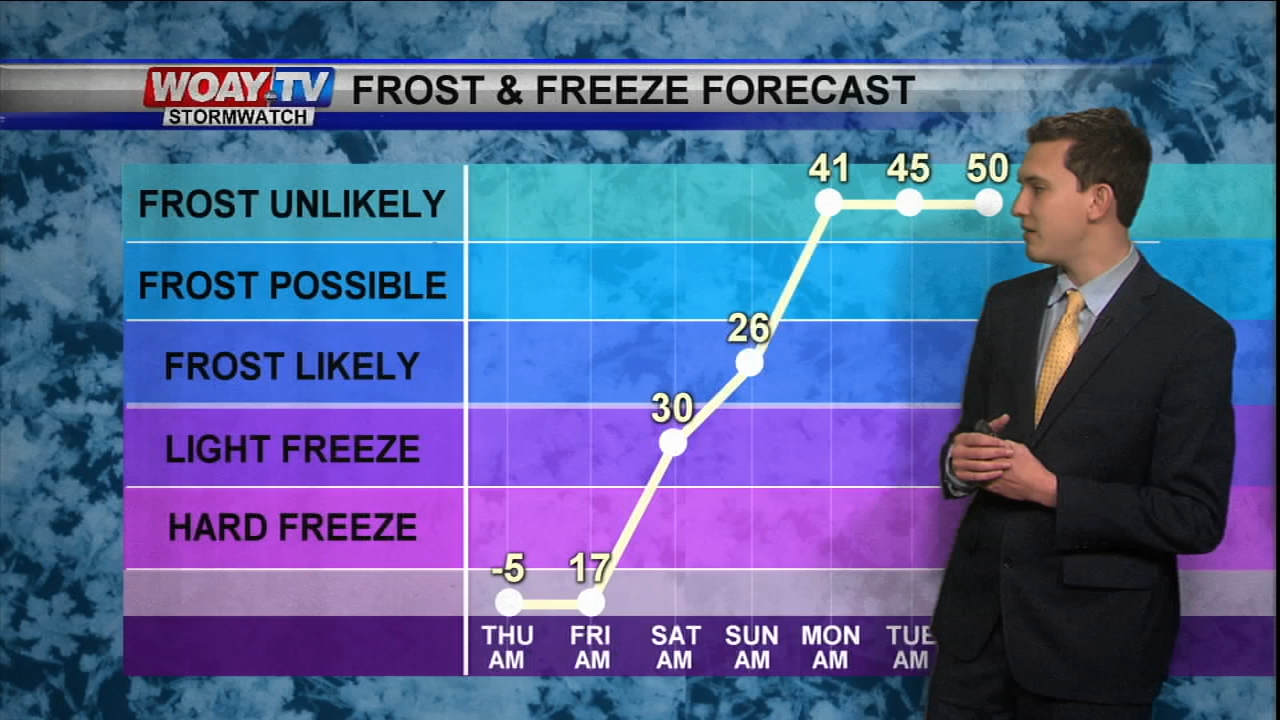 WOAY-TV FROST & FREEZE FORECAST
STORMWATCH
41 45 50
FROST UNLIKELY
FROST POSSIBLE
26
FROST LIKELY
30
LIGHT FREEZE
HARD FREEZE
-5 17
THU FRI SAT SUN MON TUE
AM AM AM AM AM AM